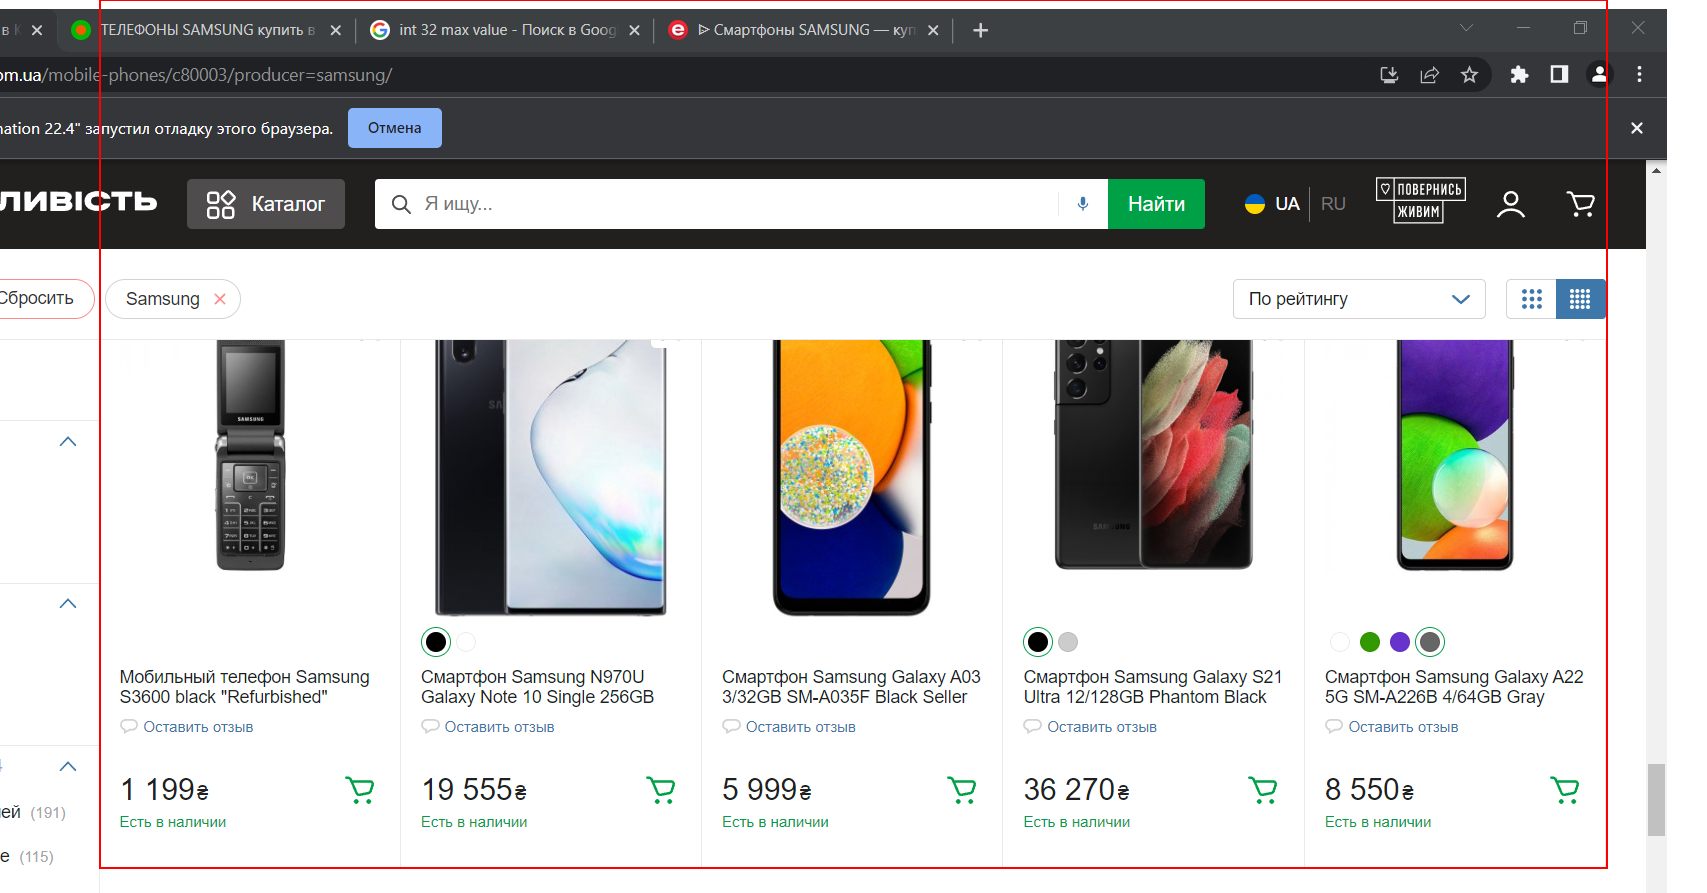 в К
ТЕЛЕФОНЫ SAMSUNG купить в
int 32 max value - Поиск в Goog
ᐈ Смартфоны SAMSUNG — куп
om.ua/mobile-phones/c80003/producer=samsung/
nation 22.4" запустил отладку этого браузера.
Отмена
ЛИВІСТЬ
Каталог
Я ищу...
Найти
UA
RU
ПОВЕРНИСЬ
ЖИВИМ
Сбросить
Samsung
По рейтингу
SAMSUNG
SAMSUNG
Мобильный телефон Samsung
S3600 black "Refurbished"
Оставить отзыв
1 199₴
Есть в наличии
Смартфон Samsung N970U
Galaxy Note 10 Single 256GB
Оставить отзыв
19 555₴
Есть в наличии
Смартфон Samsung Galaxy A03
3/32GB SM-A035F Black Seller
Оставить отзыв
5 999₴
Есть в наличии
Смартфон Samsung Galaxy S21
Ultra 12/128GB Phantom Black
Оставить отзыв
36 270₴
Есть в наличии
Смартфон Samsung Galaxy A22
5G SM-A226B 4/64GB Gray
Оставить отзыв
8 550₴
Есть в наличии
ей (191)
е (115)